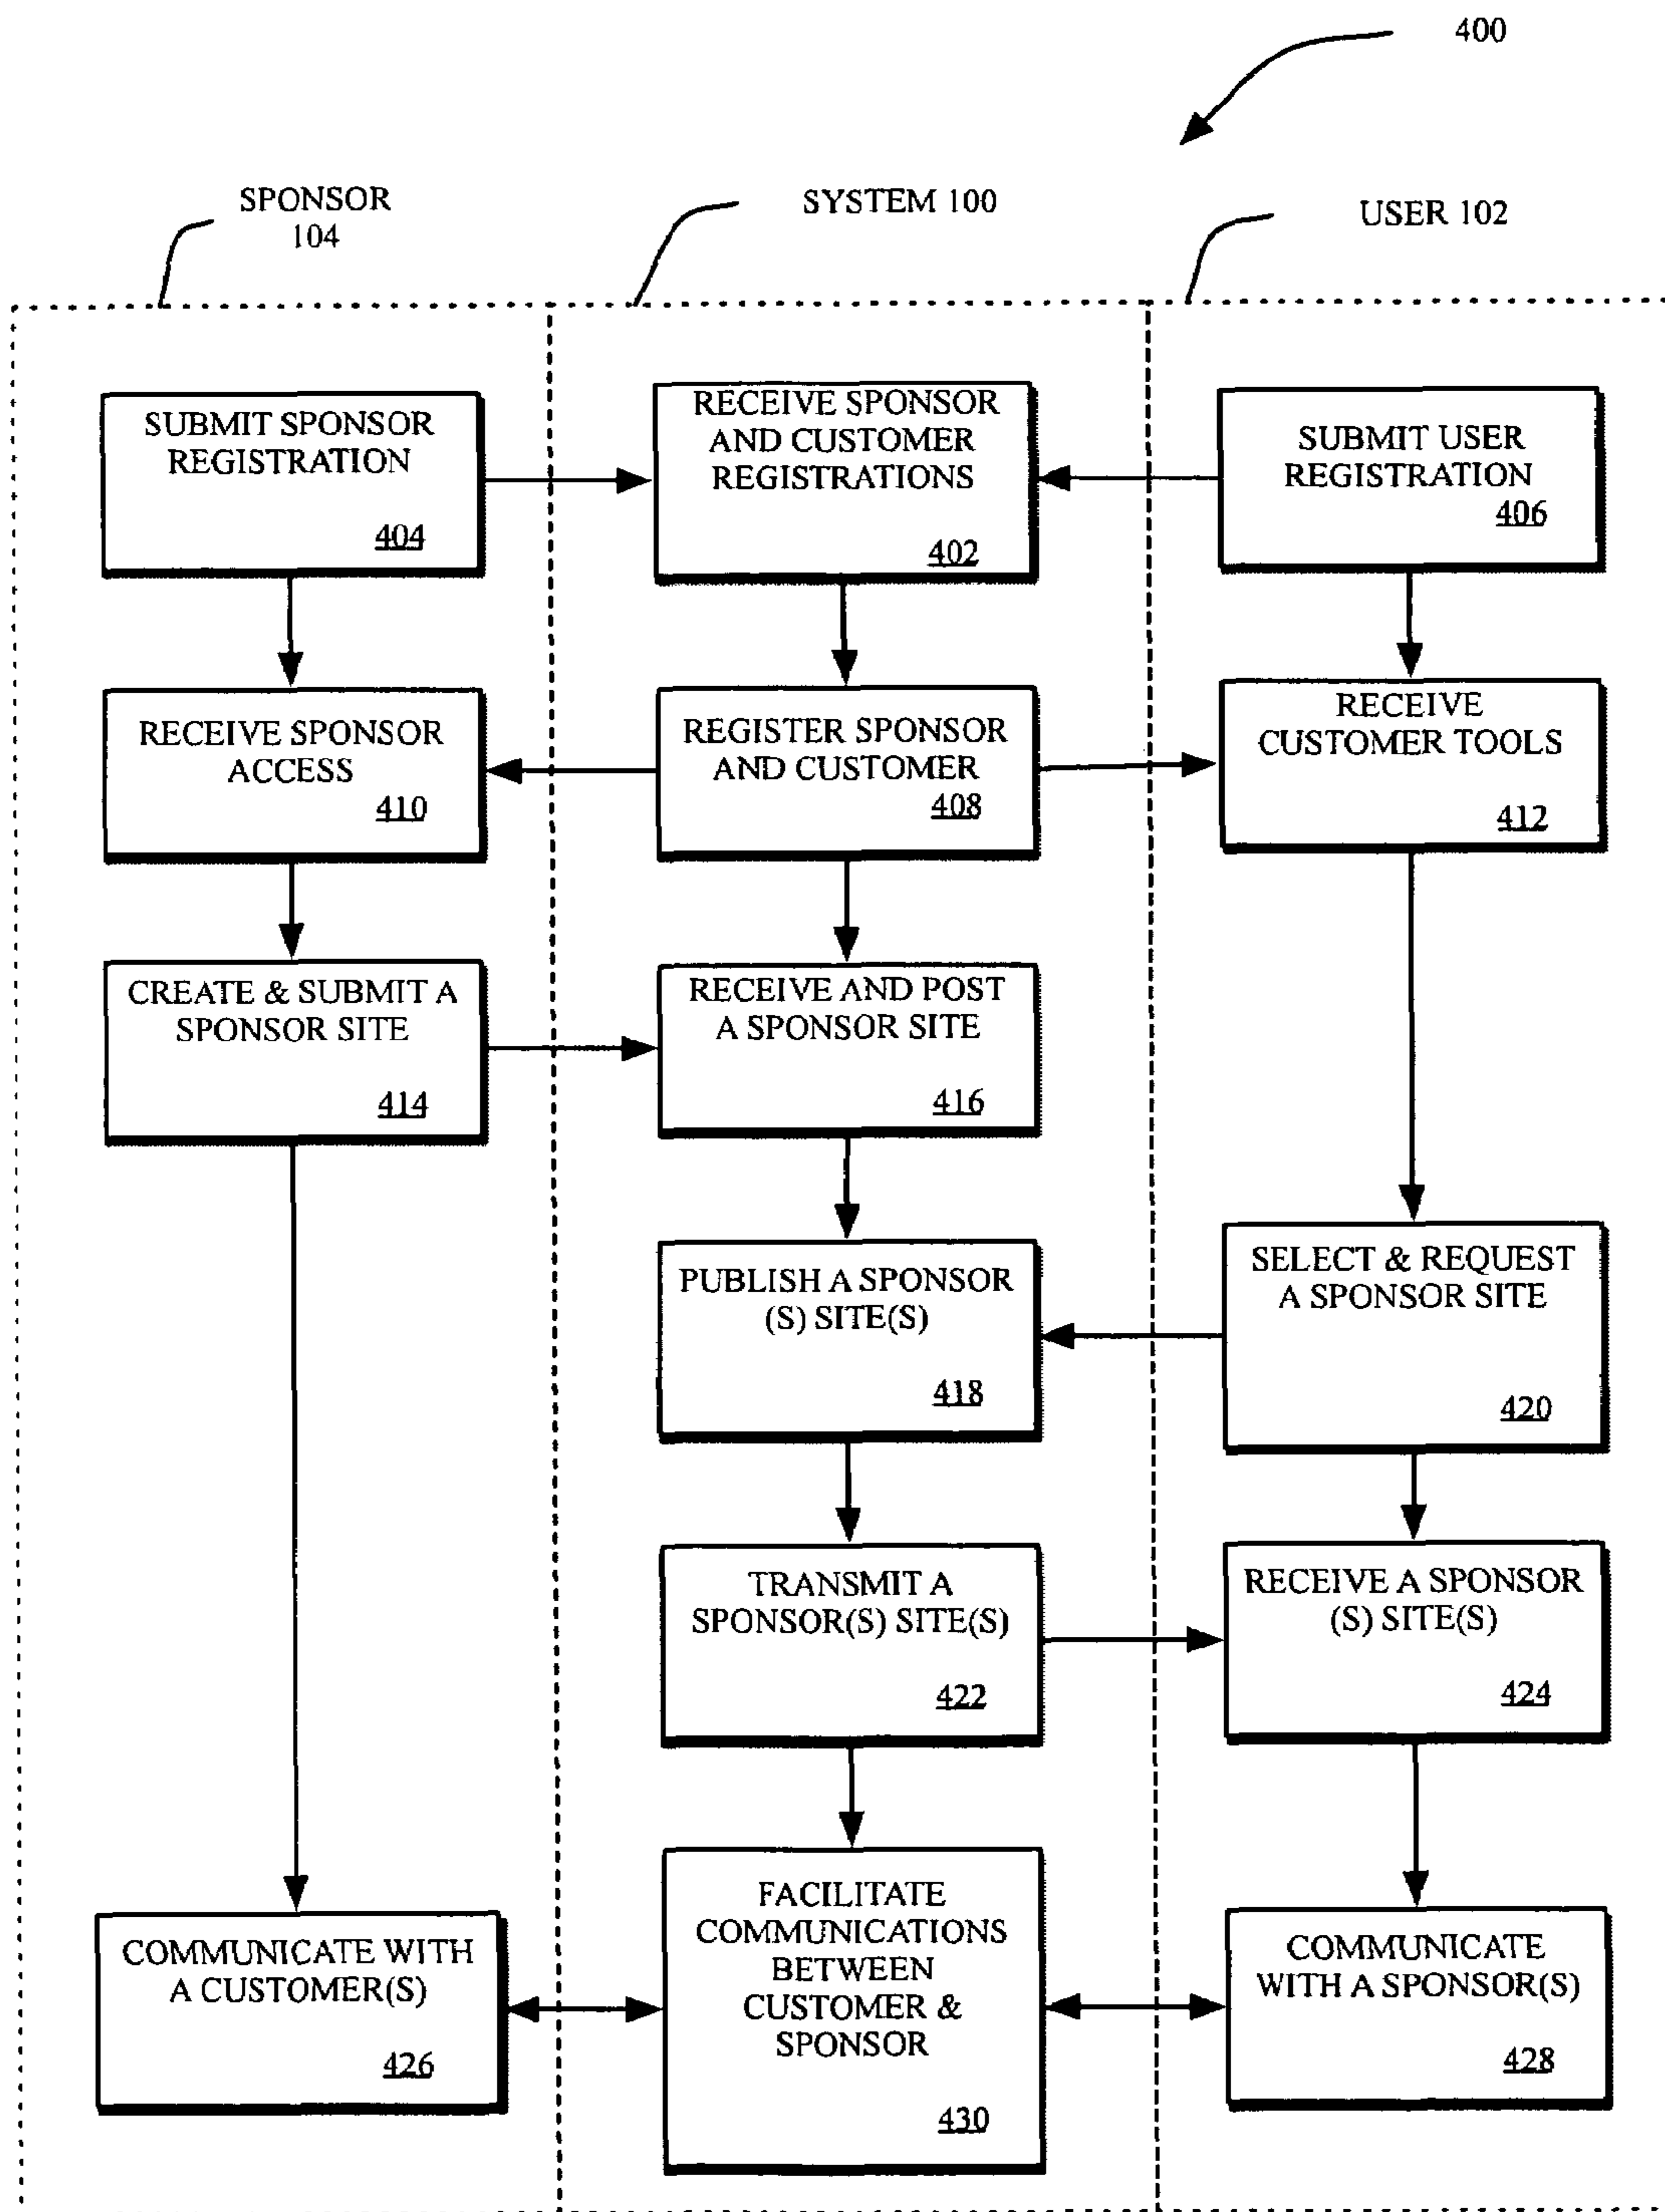 400
SPONSOR
104
SYSTEM 100
USER 102
SUBMIT SPONSOR
REGISTRATION
404
RECEIVE SPONSOR
AND CUSTOMER
REGISTRATIONS
402
SUBMIT USER
REGISTRATION
406
RECEIVE SPONSOR
ACCESS
410
REGISTER SPONSOR
AND CUSTOMER
408
RECEIVE
CUSTOMER TOOLS
412
CREATE & SUBMIT A
SPONSOR SITE
414
RECEIVE AND POST
A SPONSOR SITE
416
PUBLISH A SPONSOR
(S) SITE(S)
418
SELECT & REQUEST
A SPONSOR SITE
420
TRANSMIT A
SPONSOR(S) SITE(S)
422
RECEIVE A SPONSOR
(S) SITE(S)
424
COMMUNICATE WITH
A CUSTOMER(S)
426
FACILITATE
COMMUNICATIONS
BETWEEN
CUSTOMER &
SPONSOR
430
COMMUNICATE
WITH A SPONSOR(S)
428